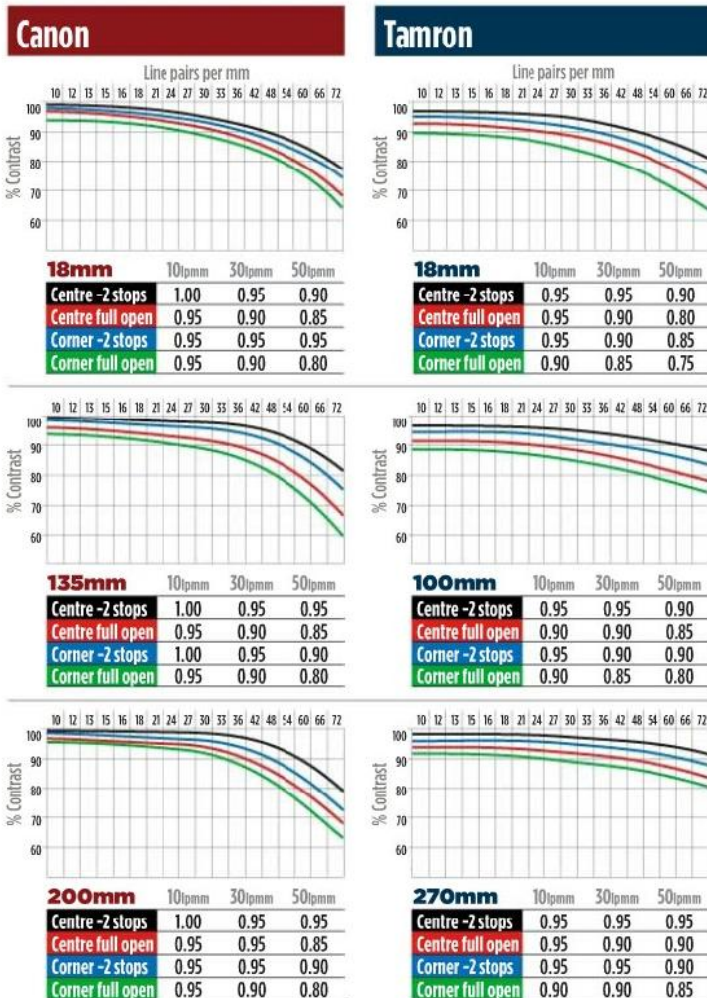 Canon
Line pairs per mm
10 12 13 15 16 18 21 24 27 30 33 36 42 48 54 60 66 72
% Contrast
100
90
80
70
60
18mm 10lpmm 30lpmm 50lpmm
Centre -2 stops 1.00 0.95 0.90
Centre full open 0.95 0.90 0.85
Corner -2 stops 0.95 0.95 0.95
Corner full open 0.95 0.90 0.80
10 12 13 15 16 18 21 24 27 30 33 36 42 48 54 60 66 72
% Contrast
100
90
80
70
60
135mm 10lpmm 30lpmm 50lpmm
Centre -2 stops 1.00 0.95 0.95
Centre full open 0.95 0.90 0.85
Corner -2 stops 1.00 0.95 0.90
Corner full open 0.95 0.90 0.80
10 12 13 15 16 18 21 24 27 30 33 36 42 48 54 60 66 72
% Contrast
100
90
80
70
60
200mm 10lpmm 30lpmm 50lpmm
Centre -2 stops 1.00 0.95 0.95
Centre full open 0.95 0.95 0.85
Corner -2 stops 0.95 0.95 0.90
Corner full open 0.95 0.90 0.80
Tamron
Line pairs per mm
10 12 13 15 16 18 21 24 27 30 33 36 42 48 54 60 66 72
% Contrast
100
90
80
70
60
18mm 10lpmm 30lpmm 50lpmm
Centre -2 stops 0.95 0.95 0.90
Centre full open 0.95 0.90 0.80
Corner -2 stops 0.95 0.90 0.85
Corner full open 0.90 0.85 0.75
10 12 13 15 16 18 21 24 27 30 33 36 42 48 54 60 66 72
% Contrast
100
90
80
70
60
100mm 10lpmm 30lpmm 50lpmm
Centre -2 stops 0.95 0.95 0.90
Centre full open 0.90 0.90 0.85
Corner -2 stops 0.95 0.90 0.90
Corner full open 0.90 0.85 0.80
10 12 13 15 16 18 21 24 27 30 33 36 42 48 54 60 66 72
% Contrast
100
90
80
70
60
270mm 10lpmm 30lpmm 50lpmm
Centre -2 stops 0.95 0.95 0.95
Centre full open 0.95 0.90 0.90
Corner -2 stops 0.95 0.95 0.90
Corner full open 0.90 0.90 0.85